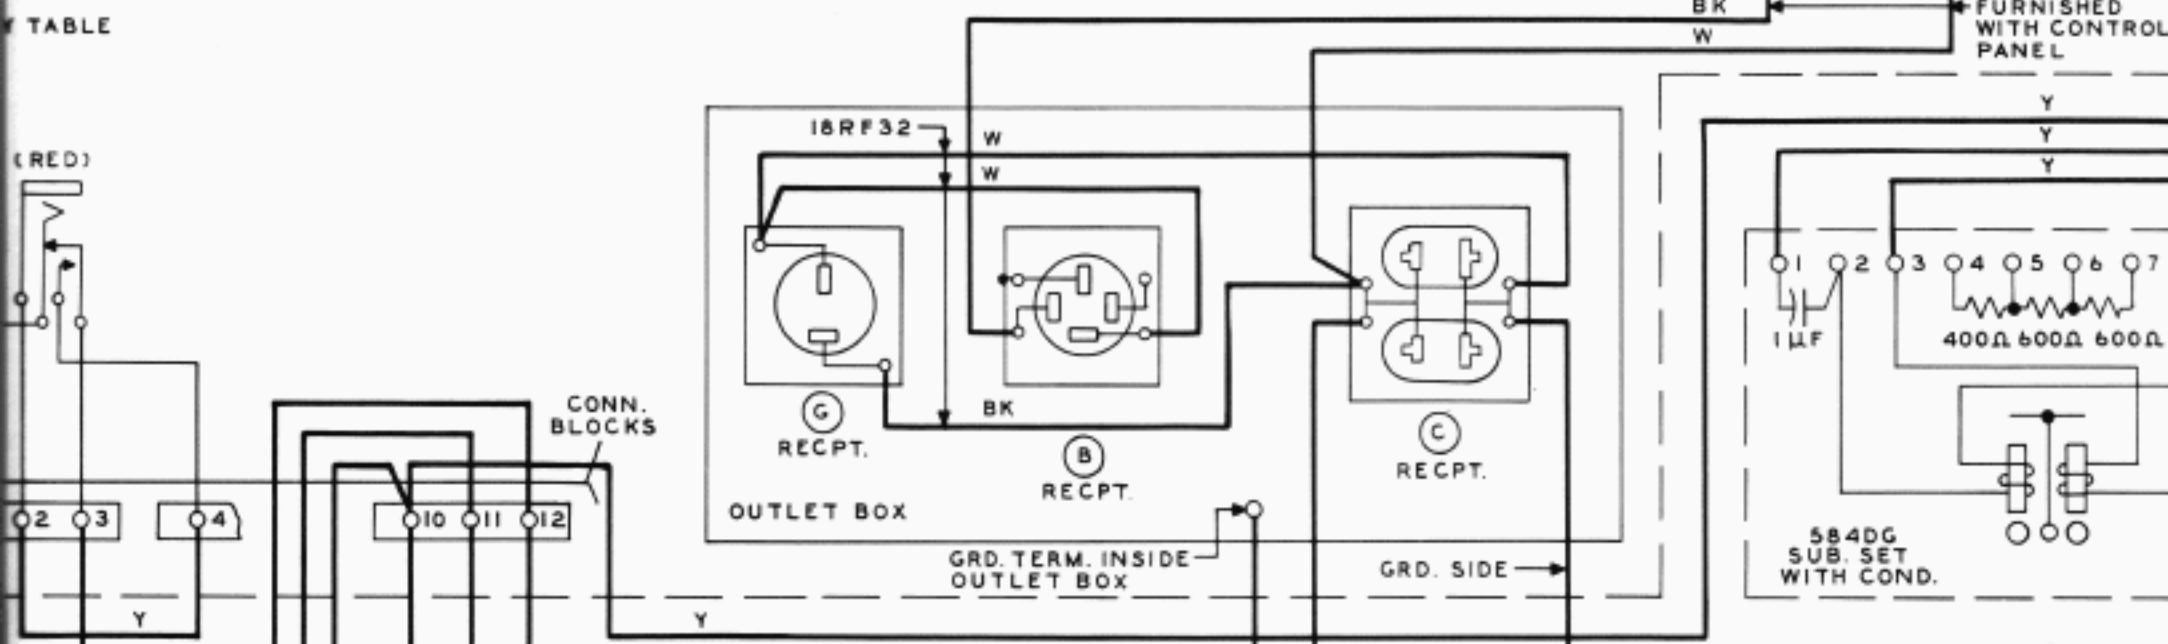 BK
FURNISHED
WITH CONTROL
PANEL
W
TABLE
18RF32
W
W
Y
Y
Y
(RED)
1 2 3 4 5 6 7
1 µF
400Ω 600Ω 600Ω
CONN.
BLOCKS
BK
G
RECPT.
B
RECPT.
C
RECPT.
OUTLET BOX
2 3 4 10 11 12
GRD. TERM. INSIDE
OUTLET BOX
GRD. SIDE
584DG
SUB. SET
WITH COND.
Y
Y